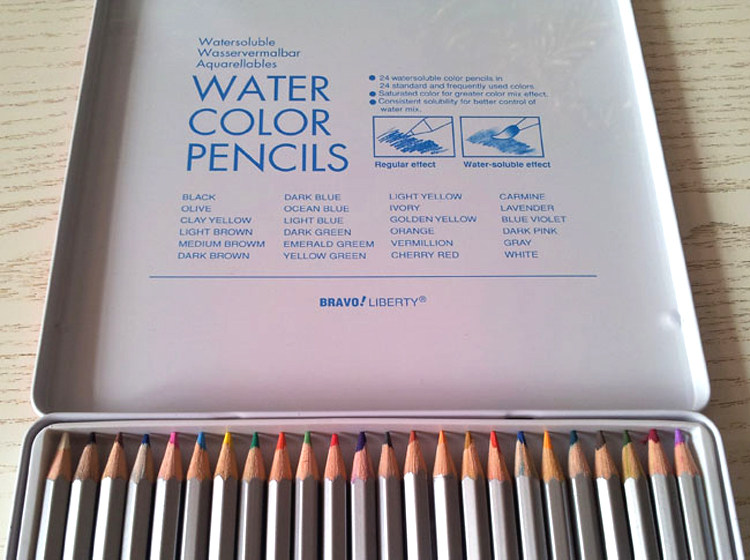 Watersoluble
Wasservermalbar
Aquarellables
WATER
COLOR
PENCILS
● 24 watersoluble color pencils in
24 standard and frequently used colors.
● Saturated color for greater color mix effect.
● Consistent solubility for better control of
water mix.
Regular effect
Water-soluble effect
BLACK
OLIVE
CLAY YELLOW
LIGHT BROWN
MEDIUM BROWM
DARK BROWN
DARK BLUE
OCEAN BLUE
LIGHT BLUE
DARK GREEN
EMERALD GREEM
YELLOW GREEN
LIGHT YELLOW
IVORY
GOLDEN YELLOW
ORANGE
VERMILLION
CHERRY RED
CARMINE
LAVENDER
BLUE VIOLET
DARK PINK
GRAY
WHITE
BRAVO! LIBERTY®